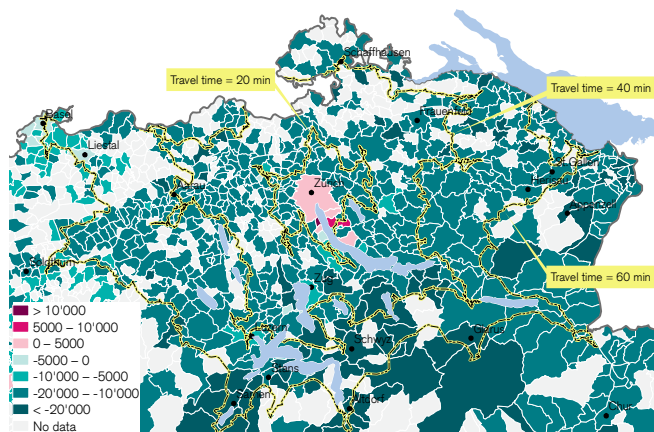 Schaffhausen
Travel time = 20 min
Travel time = 40 min
Basel
Frauenfeld
Liestal
St.Gallen
Herisau
Aarau
Zürich
Appenzell
Solothurn
Travel time = 60 min
Zug
> 10'000
5000 – 10'000
0 – 5000
-5000 – 0
-10'000 – -5000
-20'000 – -10'000
< -20'000
No data
Luzern
Schwyz
Glarus
Stans
Sarnen
Altdorf
Chur